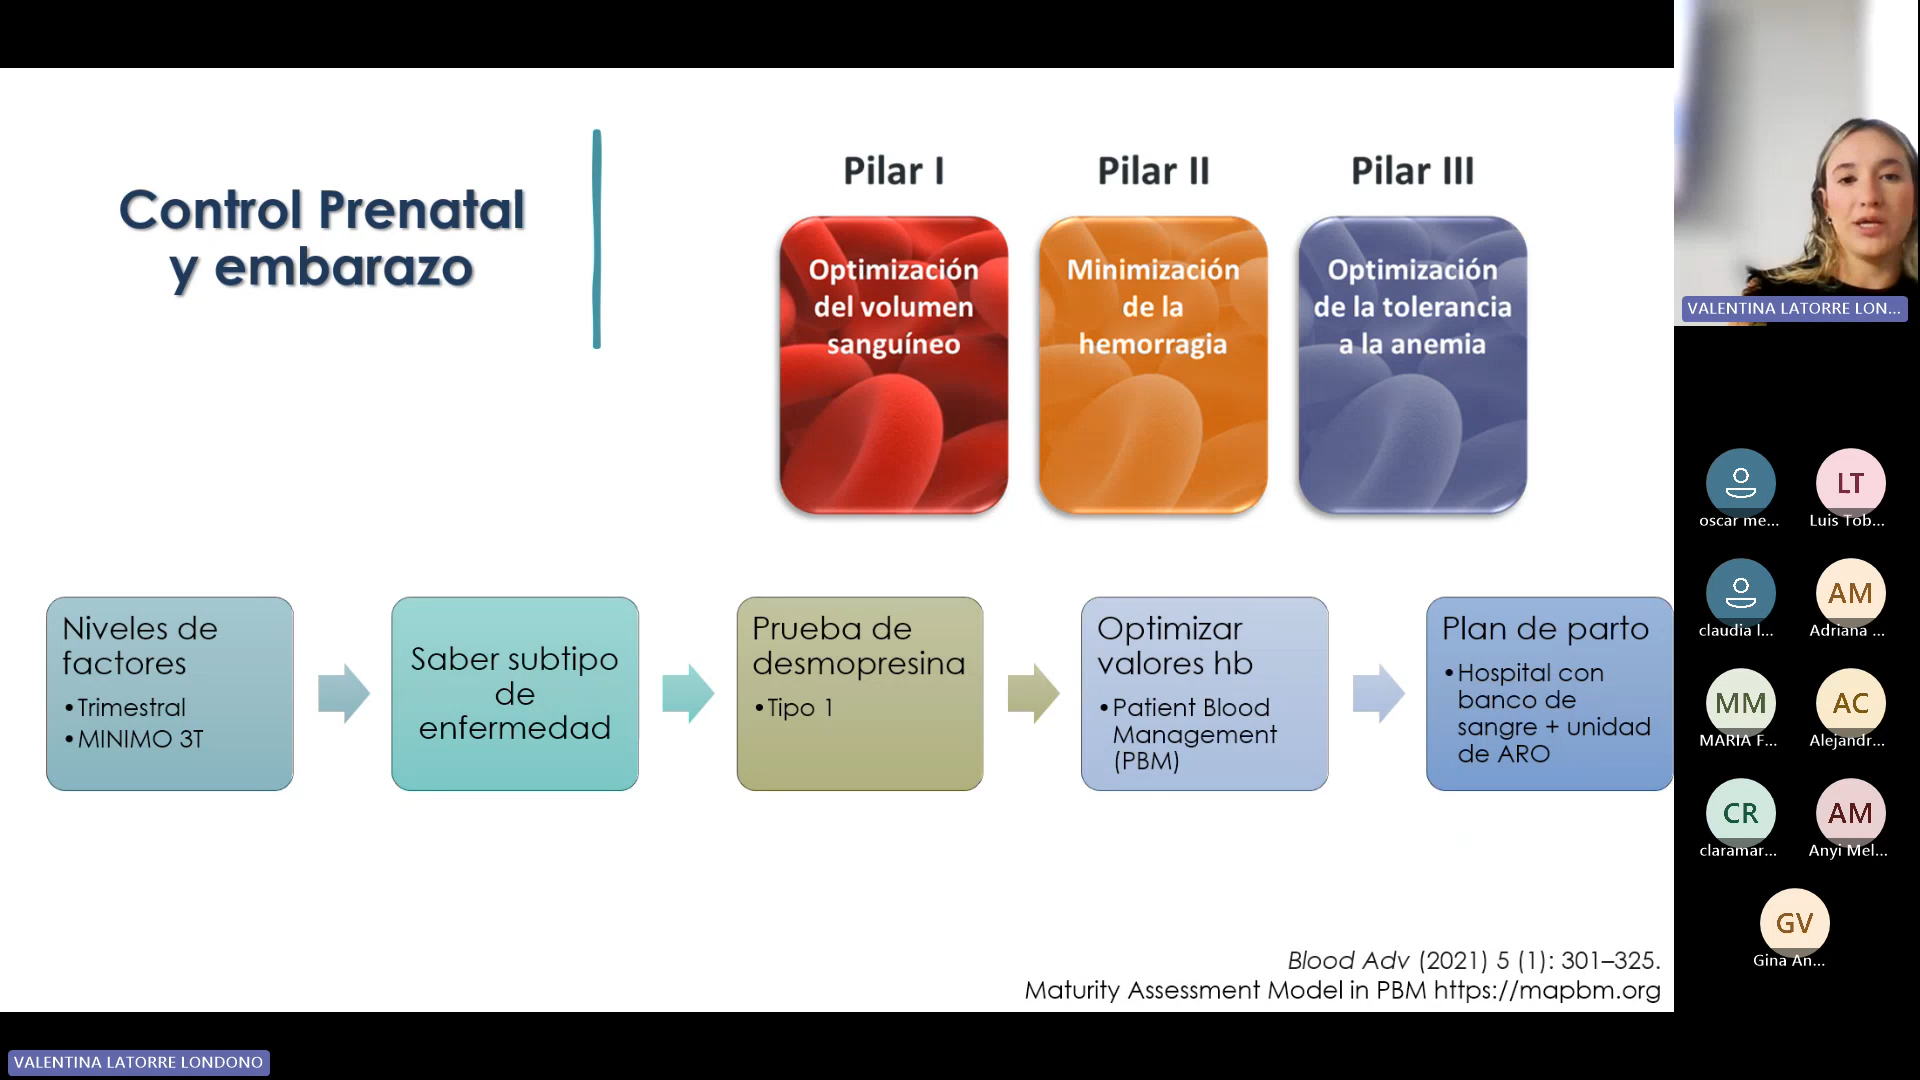 Control Prenatal
y embarazo
Pilar I
Pilar II
Pilar III
Optimización
del volumen
sanguíneo
Minimización
de la
hemorragia
Optimización
de la tolerancia
a la anemia
Niveles de
factores
•Trimestral
•MINIMO 3T
Saber subtipo
de
enfermedad
Prueba de
desmopresina
•Tipo 1
Optimizar
valores hb
•Patient Blood
Management
(PBM)
Plan de parto
•Hospital con
banco de
sangre + unidad
de ARO
Blood Adv (2021) 5 (1): 301–325.
Maturity Assessment Model in PBM https://mapbm.org
VALENTINA LATORRE LONDONO
VALENTINA LATORRE LON...
oscar me...
LT
Luis Tob...
claudia l...
AM
Adriana ...
MM
MARIA F...
AC
Alejandr...
CR
claramar...
AM
Anyi Mel...
GV
Gina An...